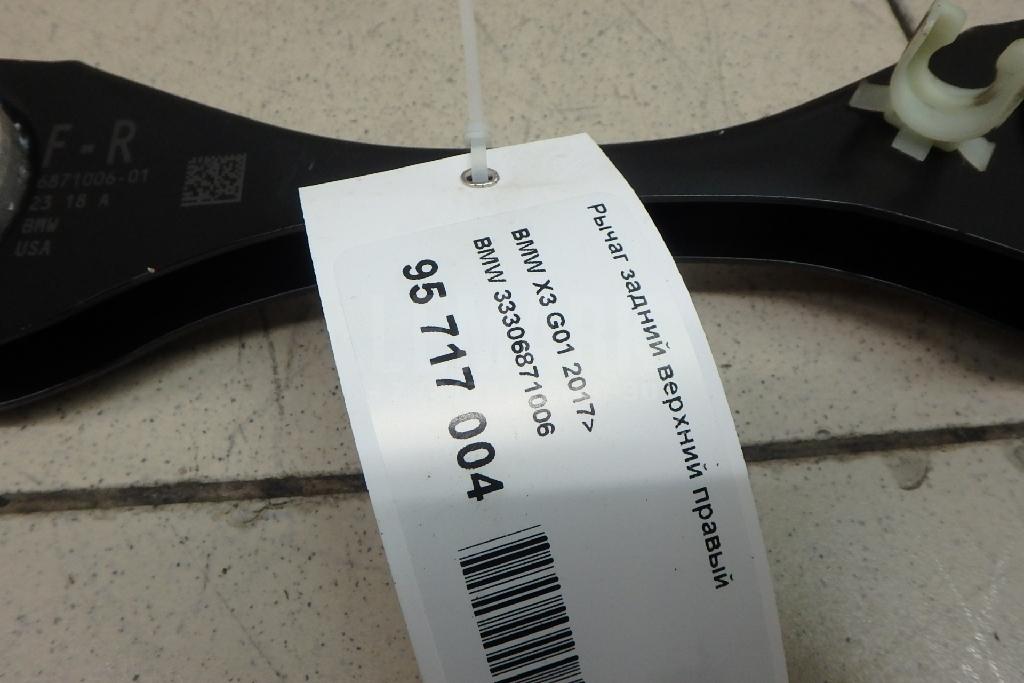 Рычаг задний верхний правый
BMW X3 G01 2017>
BMW 33306871006
95 717 004
F - R
6871006-01
23 18 A
BMW
USA